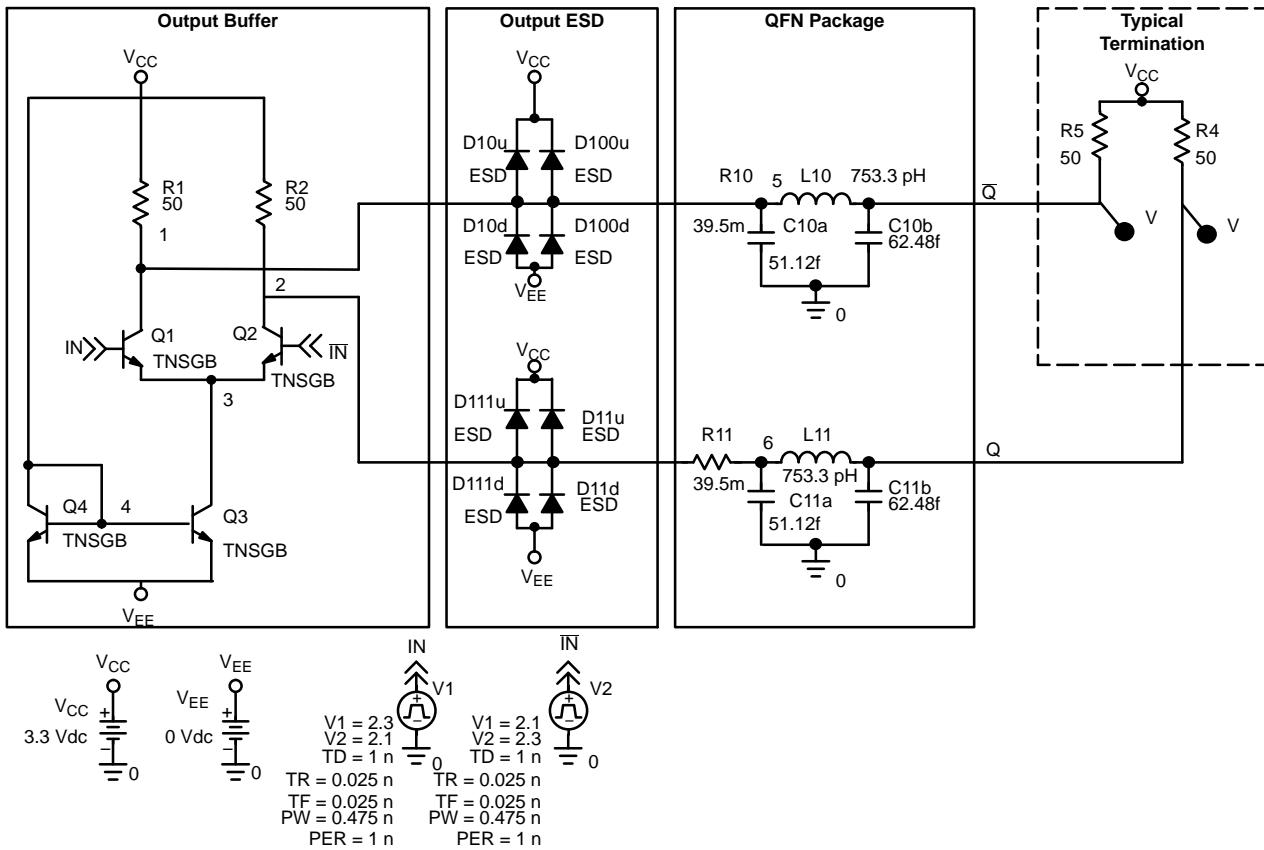 Output Buffer
Output ESD
QFN Package
Typical
Termination
VCC
VCC
VCC
R5
50
R4
50
D10u
D100u
ESD
ESD
R1
50
R2
50
R10
5
L10
753.3 pH
Q
1
D10d
D100d
ESD
ESD
39.5m
C10a
C10b
62.48f
V
V
51.12f
VEE
2
0
Q1
Q2
IN
IN
TNSGB
TNSGB
VCC
3
D111u
D11u
ESD
ESD
R11
6
L11
Q
753.3 pH
D111d
D11d
ESD
ESD
39.5m
C11a
C11b
62.48f
51.12f
Q4
4
Q3
TNSGB
TNSGB
VEE
0
VEE
IN
IN
VCC
VEE
V1
V2
VCC
VEE
+
+
+
+
3.3 Vdc
0 Vdc
–
–
–
–
0
0
0
0
V1 = 2.3
V2 = 2.1
TD = 1 n
TR = 0.025 n
TF = 0.025 n
PW = 0.475 n
PER = 1 n
V1 = 2.1
V2 = 2.3
TD = 1 n
TR = 0.025 n
TF = 0.025 n
PW = 0.475 n
PER = 1 n